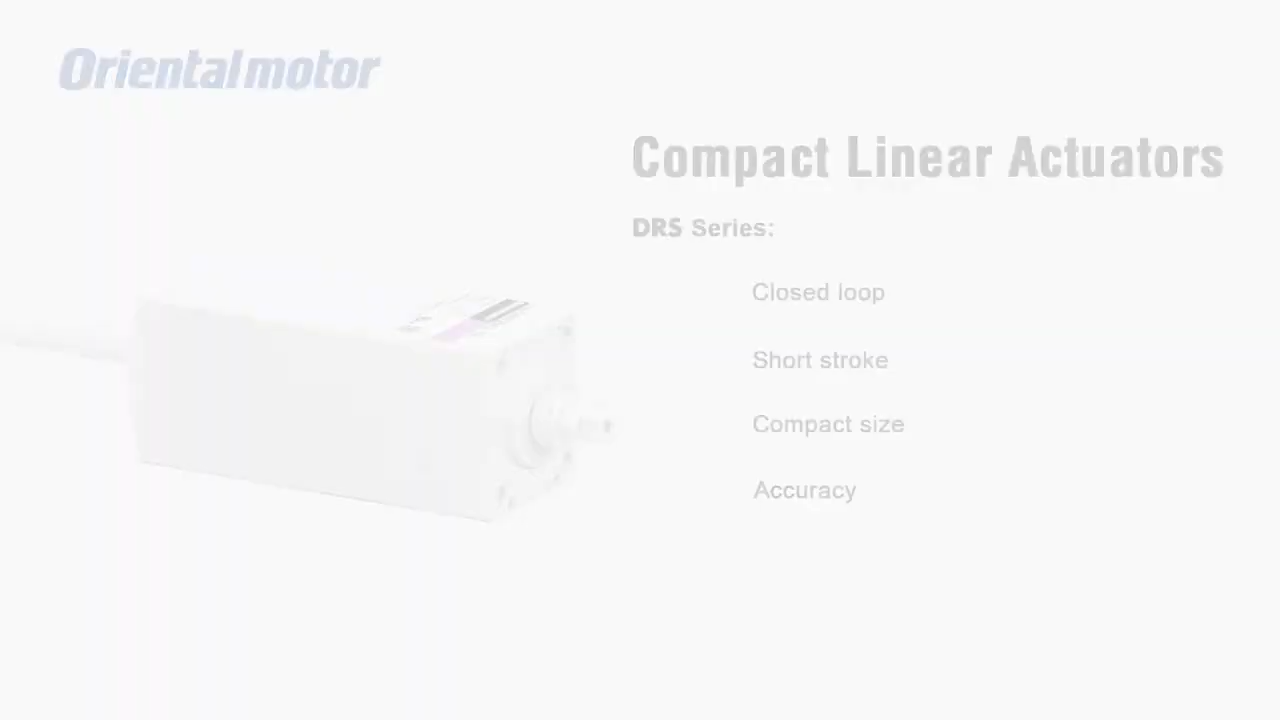 Orientalmotor
Compact Linear Actuators
DRS Series:
Closed loop
Short stroke
Compact size
Accuracy